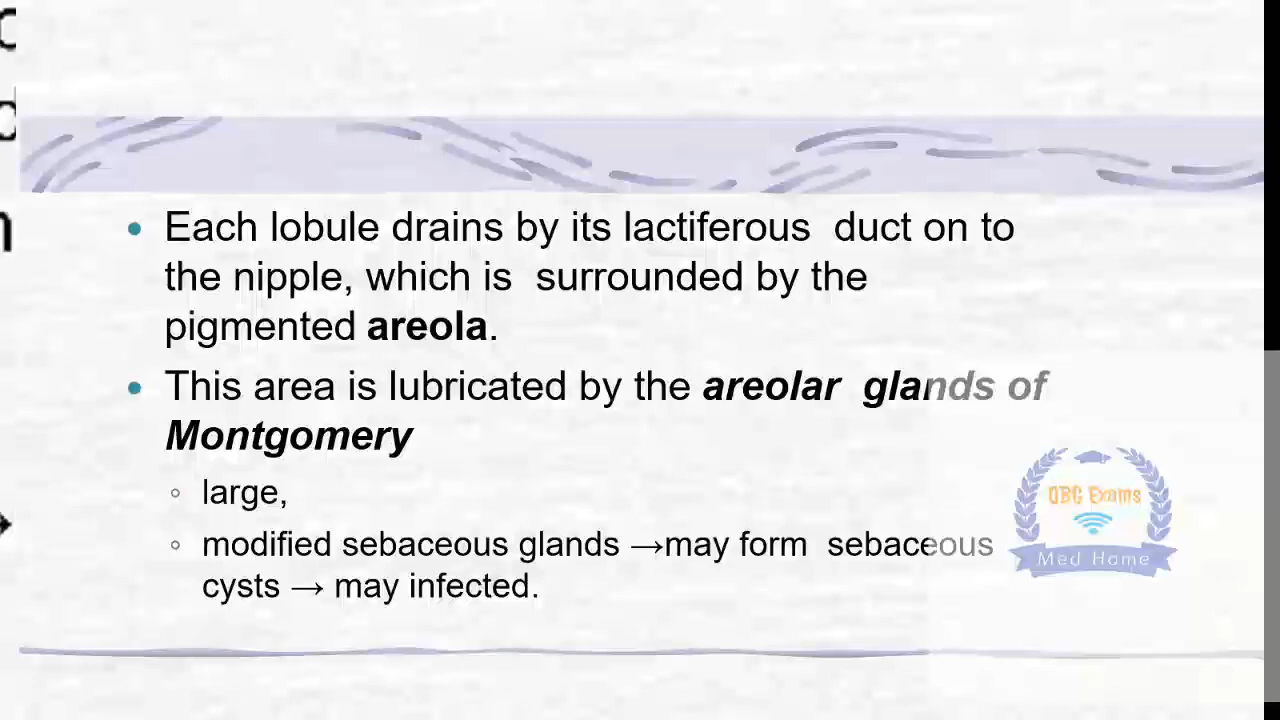 Each lobule drains by its lactiferous duct on to
the nipple, which is surrounded by the
pigmented areola.
This area is lubricated by the areolar glands of
Montgomery
large,
modified sebaceous glands →may form sebaceous
cysts → may infected.
OBG Exams
Med Home